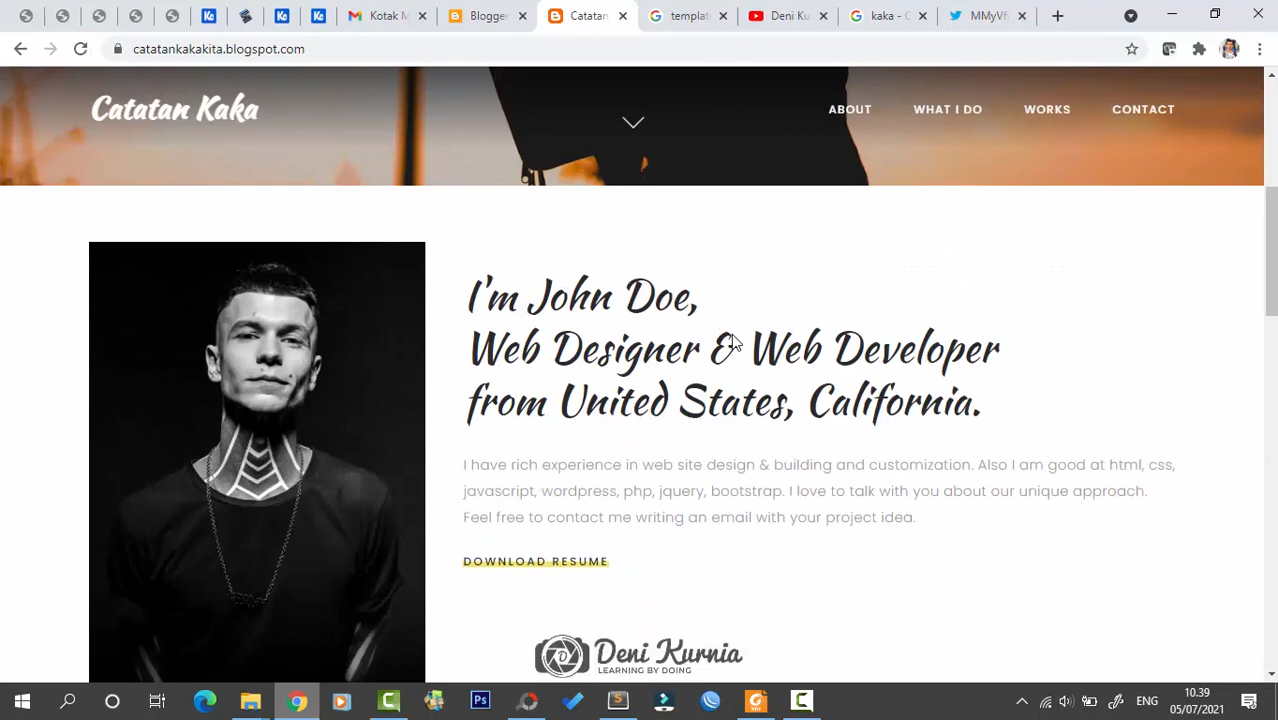 Kotak M
Blogger
Catatan
templat
Deni Ku
kaka - G
MMyVf
catatankakakita.blogspot.com
Catatan Kaka
ABOUT
WHAT I DO
WORKS
CONTACT
I'm John Doe,
Web Designer & Web Developer
from United States, California.
I have rich experience in web site design & building and customization. Also I am good at html, css,
javascript, wordpress, php, jquery, bootstrap. I love to talk with you about our unique approach.
Feel free to contact me writing an email with your project idea.
DOWNLOAD RESUME
Deni Kurnia
LEARNING BY DOING
ENG
10.39
05/07/2021